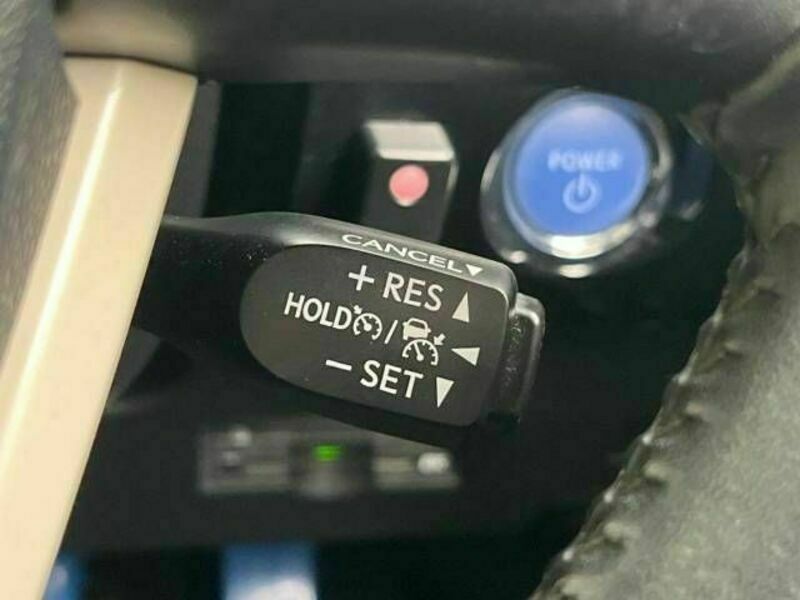 POWER
CANCEL▼
+ RES ▲
HOLD / ◀
− SET ▼